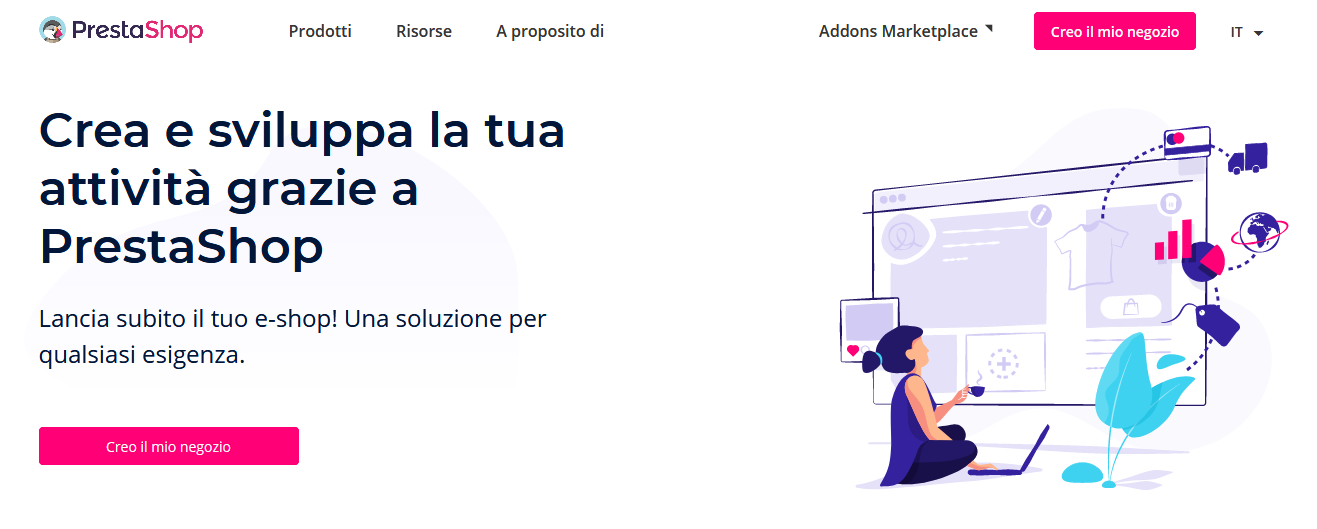 PrestaShop
Prodotti
Risorse
A proposito di
Addons Marketplace
Creo il mio negozio
IT
Crea e sviluppa la tua
attività grazie a
PrestaShop
Lancia subito il tuo e-shop! Una soluzione per
qualsiasi esigenza.
Creo il mio negozio